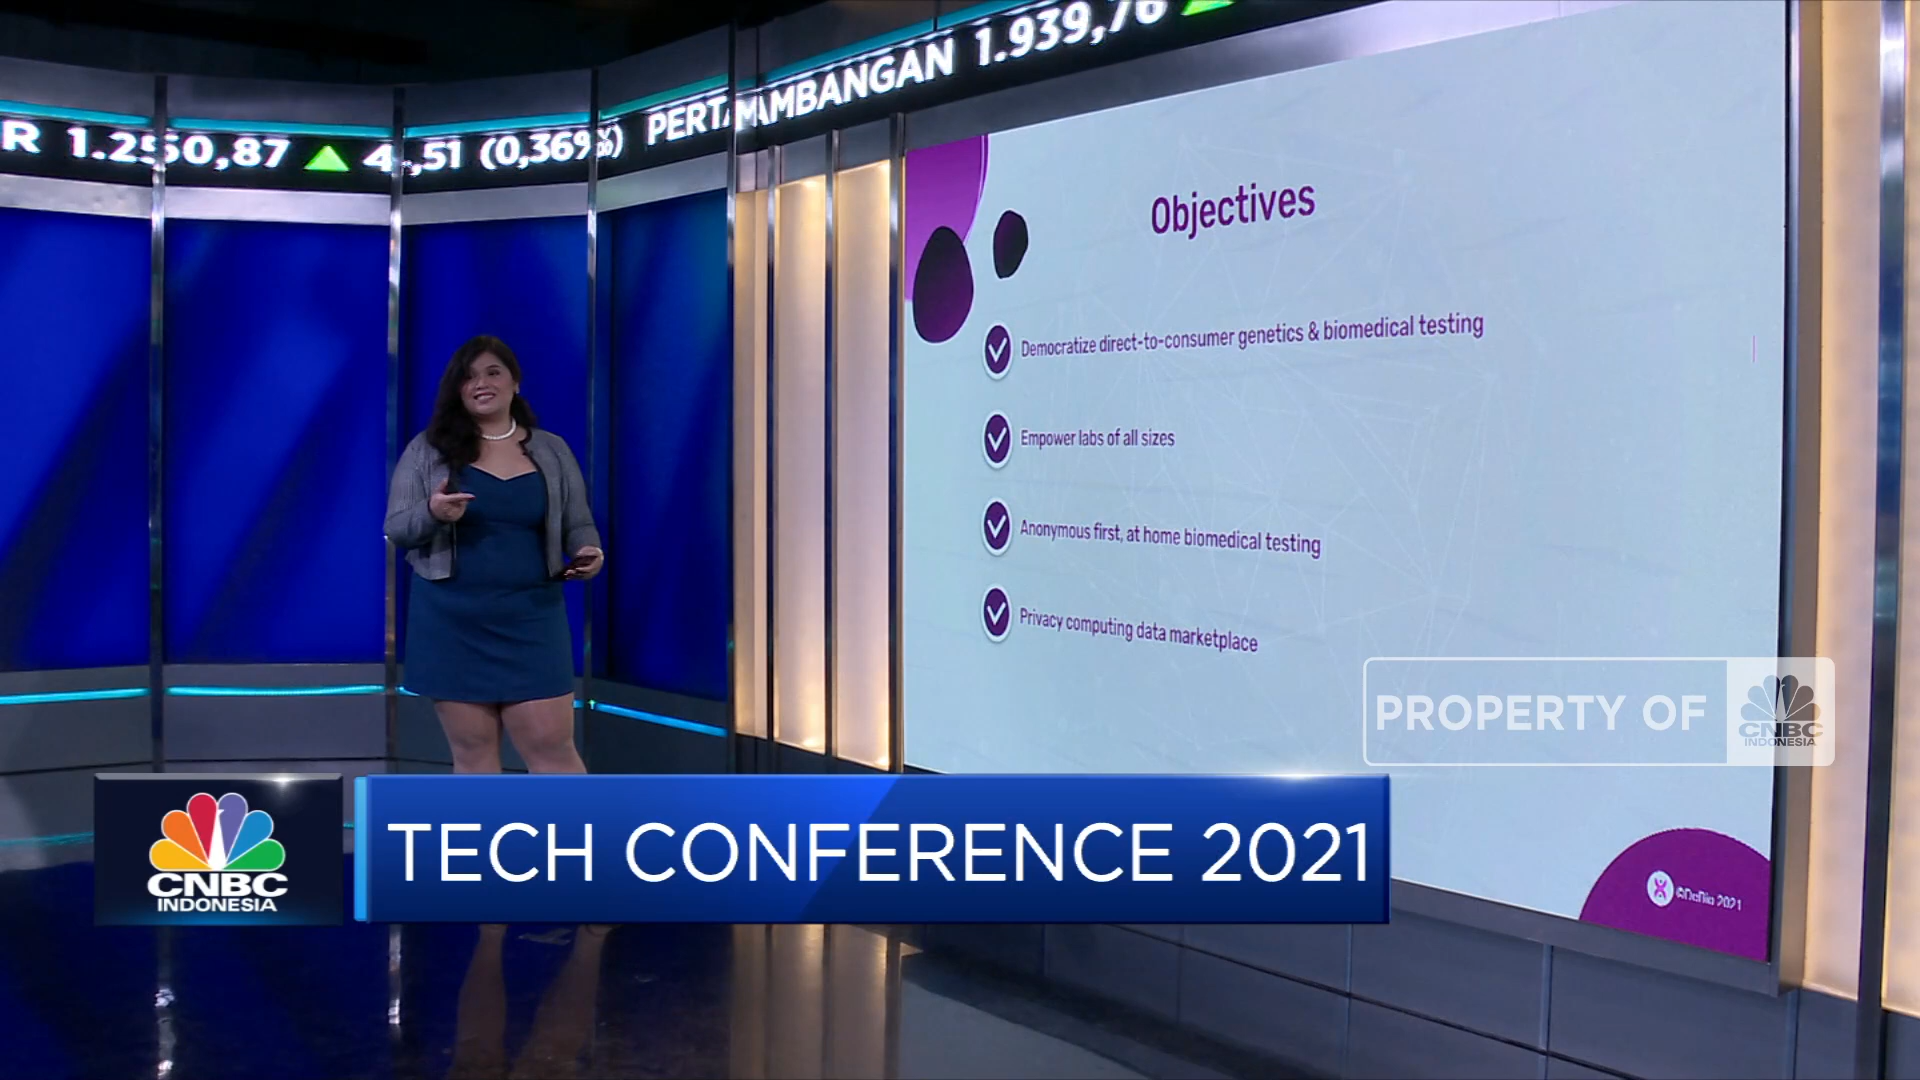 R 1.250,87 ▲ 4,51 (0,36%) PERTAMBANGAN 1.939,76 ▲
Objectives
Democratize direct-to-consumer genetics & biomedical testing
Empower labs of all sizes
Anonymous first, at home biomedical testing
Privacy computing data marketplace
PROPERTY OF CNBC INDONESIA
TECH CONFERENCE 2021
CNBC
INDONESIA
©DeBio 2021